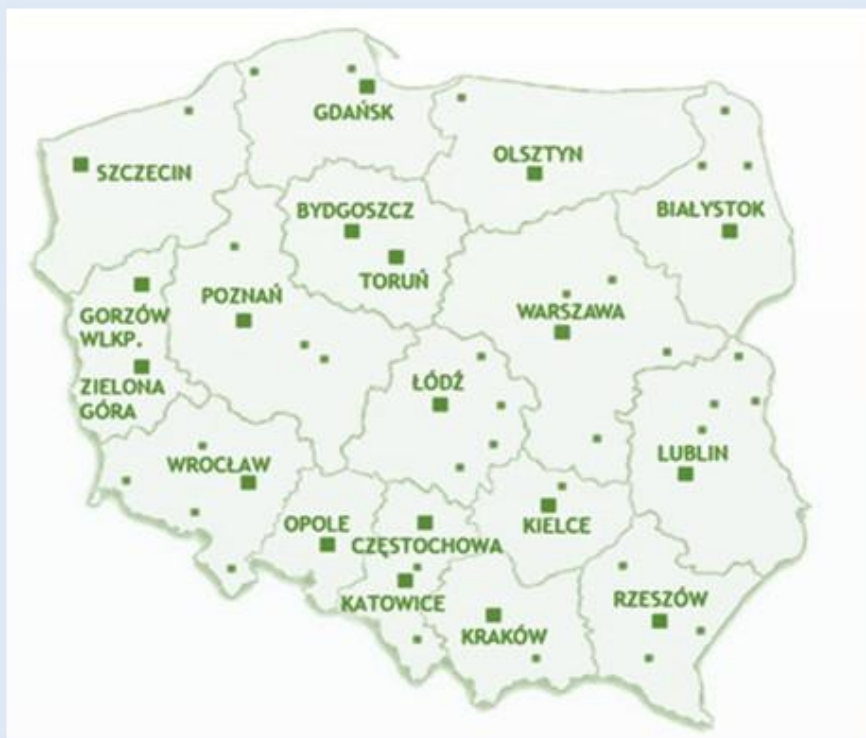 GDAŃSK
OLSZTYN
SZCZECIN
BYDGOSZCZ
BIAŁYSTOK
TORUŃ
POZNAŃ
GORZÓW
WLKP.
WARSZAWA
ZIELONA
GÓRA
ŁÓDŹ
LUBLIN
WROCŁAW
OPOLE
KIELCE
CZĘSTOCHOWA
KATOWICE
RZESZÓW
KRAKÓW